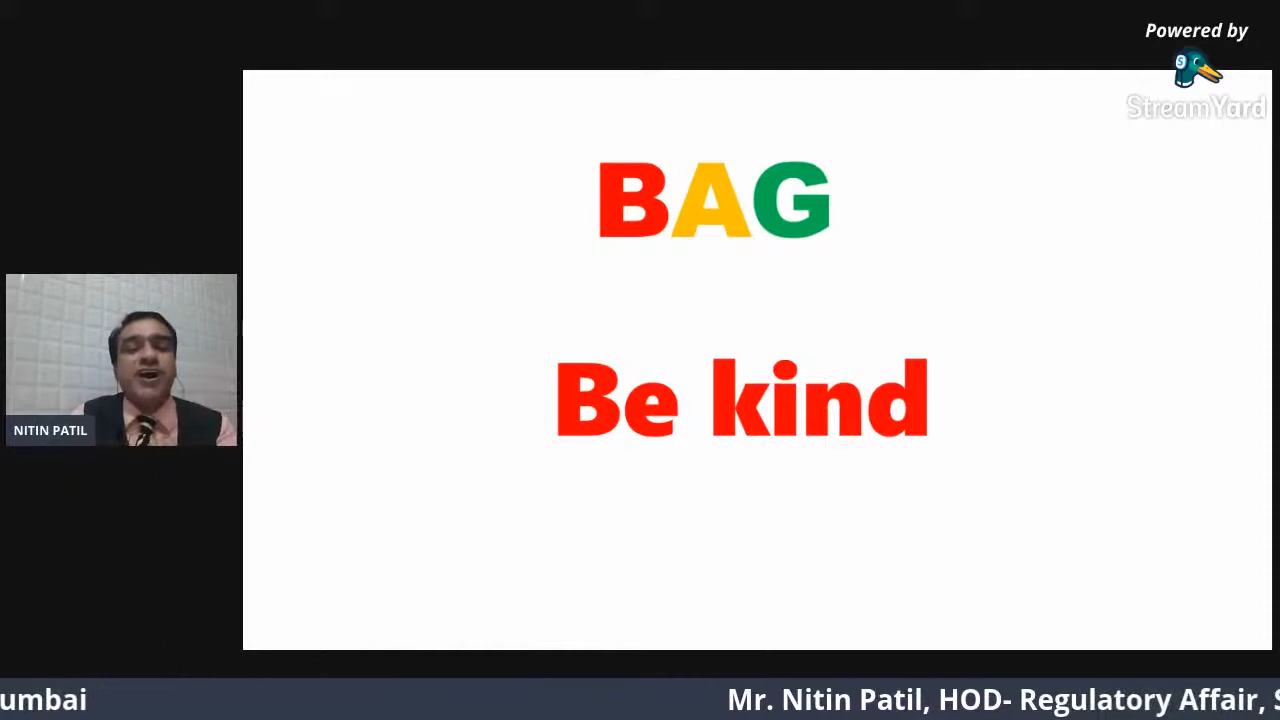 Powered by
StreamYard
BAG
Be kind
NITIN PATIL
umbai
Mr. Nitin Patil, HOD- Regulatory Affair, S